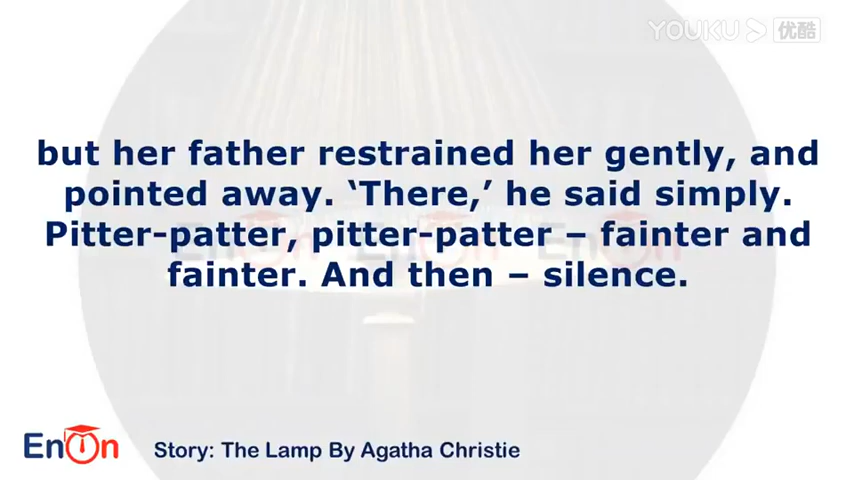 YOUKU 优酷
but her father restrained her gently, and
pointed away. ‘There,’ he said simply.
Pitter-patter, pitter-patter – fainter and
fainter. And then – silence.
EnOn
Story: The Lamp By Agatha Christie